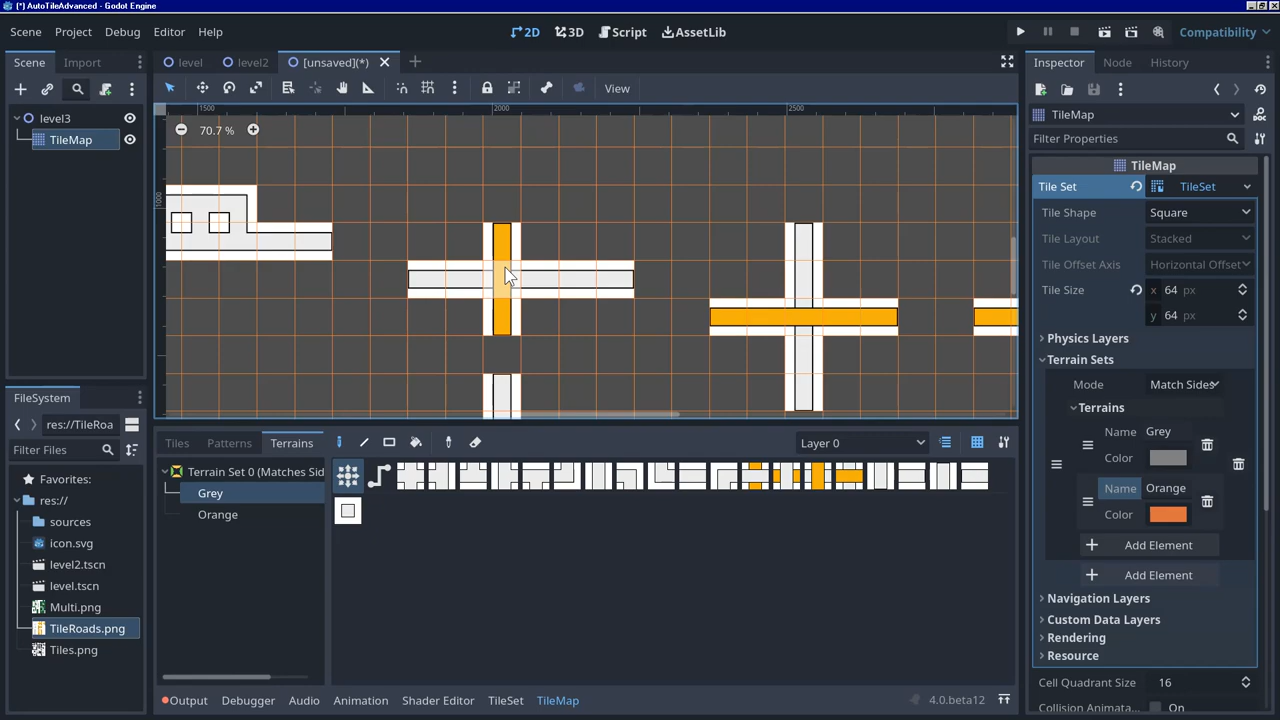 (*) AutoTileAdvanced - Godot Engine
Scene Project Debug Editor Help
2D 3D Script AssetLib
Compatibility
Scene Import
level level2 [unsaved](*)
Inspector Node History
View
level3
TileMap
1500 2000 2500
70.7 %
1000
TileMap
Filter Properties
TileMap
Tile Set TileSet
Tile Shape Square
Tile Layout Stacked
Tile Offset Axis Horizontal Offset
Tile Size x 64 px
y 64 px
Physics Layers
Terrain Sets
Mode Match Sides
Terrains
Name Grey
Color
Name Orange
Color
Add Element
Add Element
Navigation Layers
Custom Data Layers
Rendering
Resource
Cell Quadrant Size 16
Collision Animata On
FileSystem
res://TileRoa
Filter Files
Favorites:
res://
sources
icon.svg
level2.tscn
level.tscn
Multi.png
TileRoads.png
Tiles.png
Tiles Patterns Terrains
Layer 0
Terrain Set 0 (Matches Sid
Grey
Orange
Output Debugger Audio Animation Shader Editor TileSet TileMap
4.0.beta12